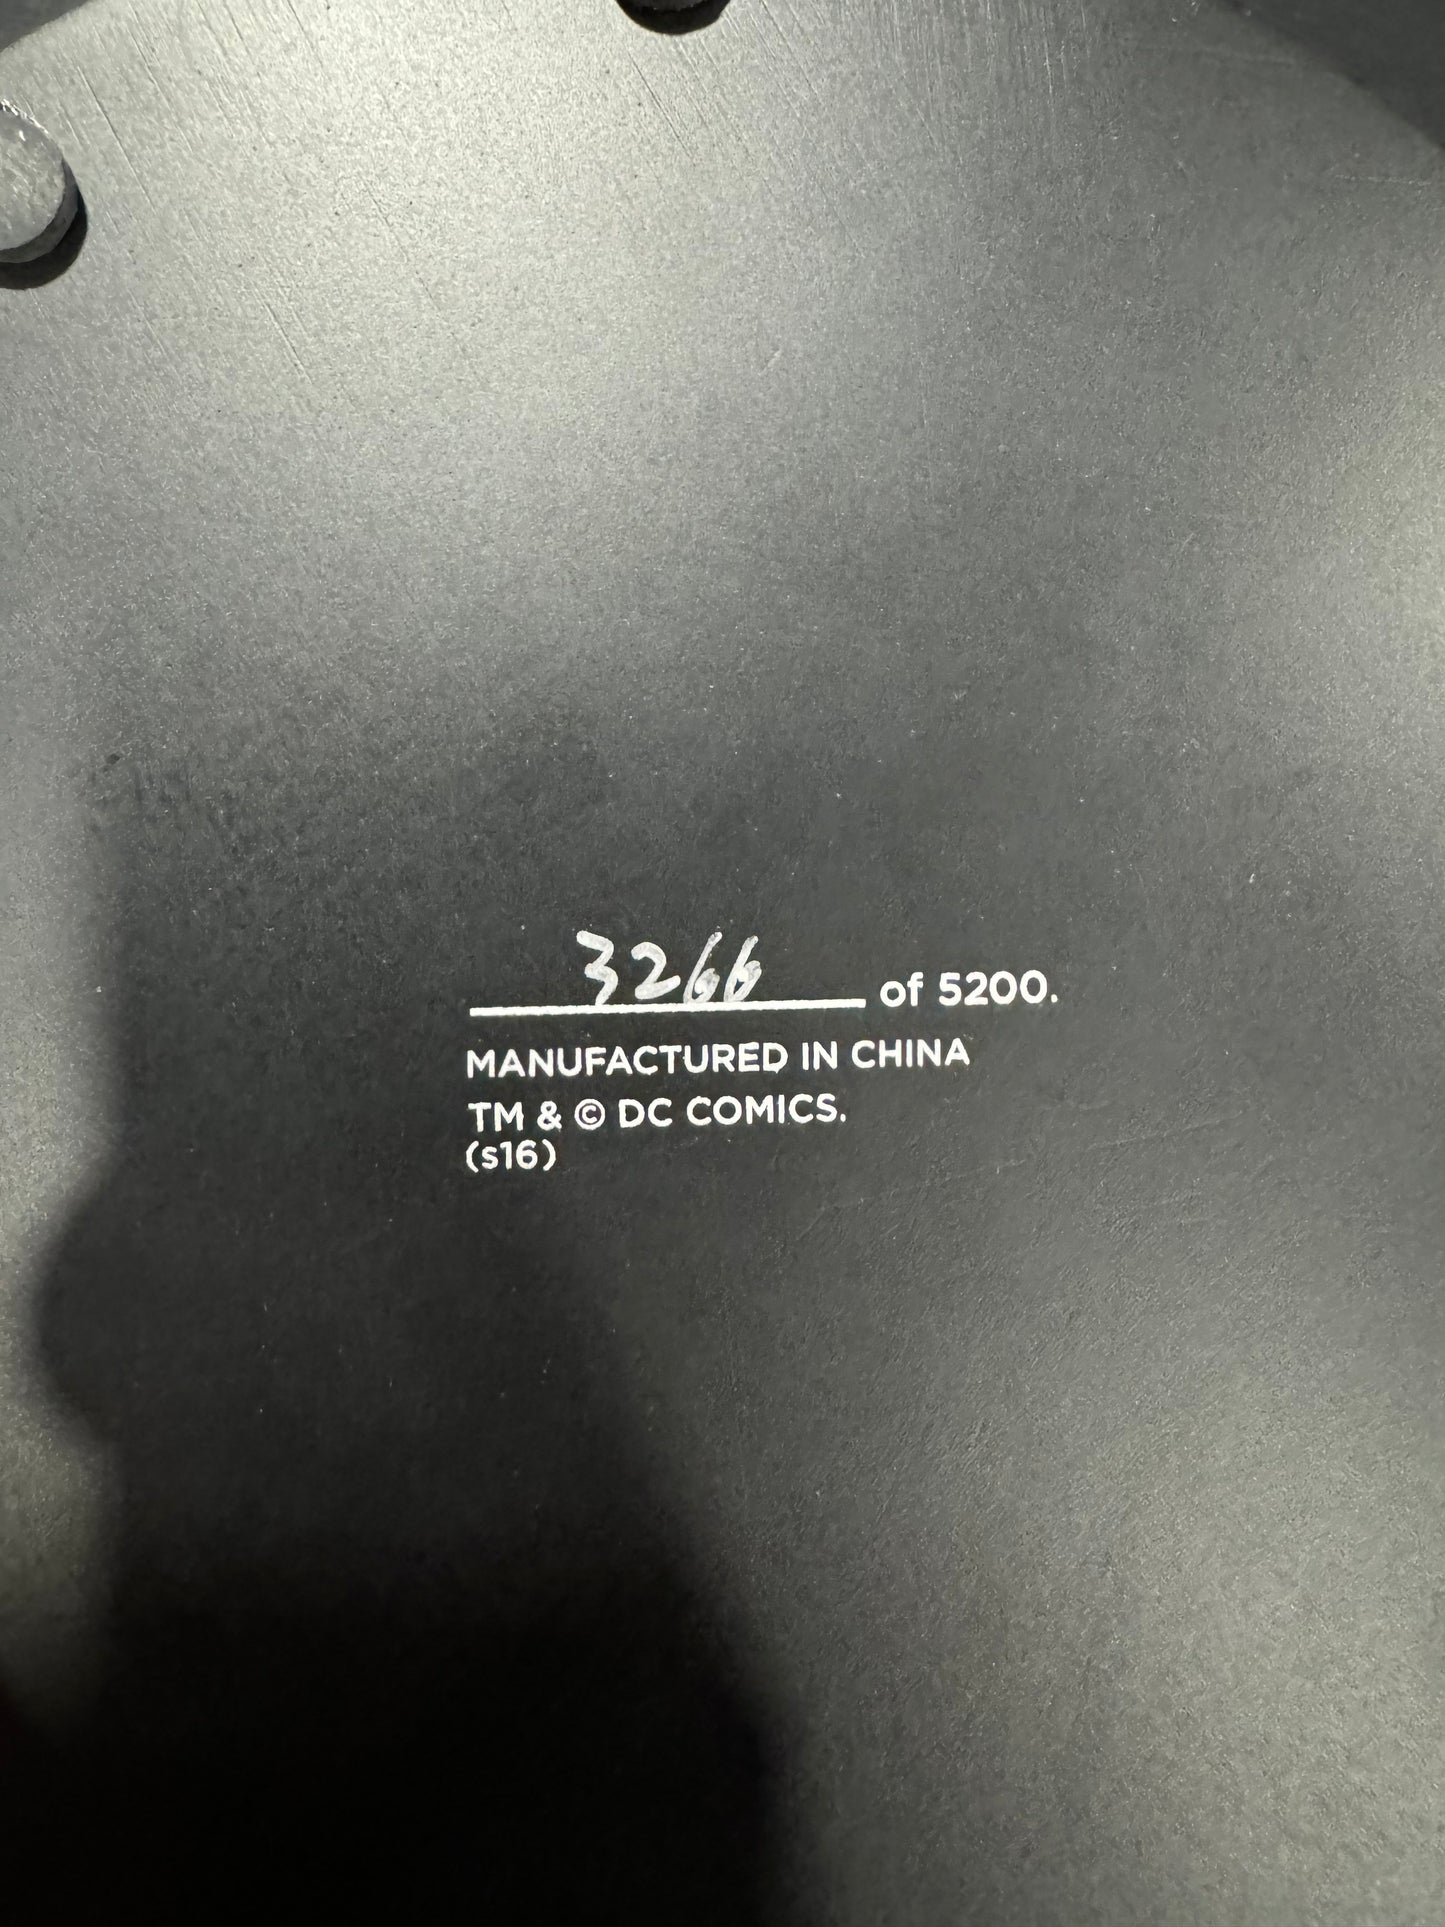 3266 of 5200.
MANUFACTURED IN CHINA
TM & © DC COMICS.
(s16)